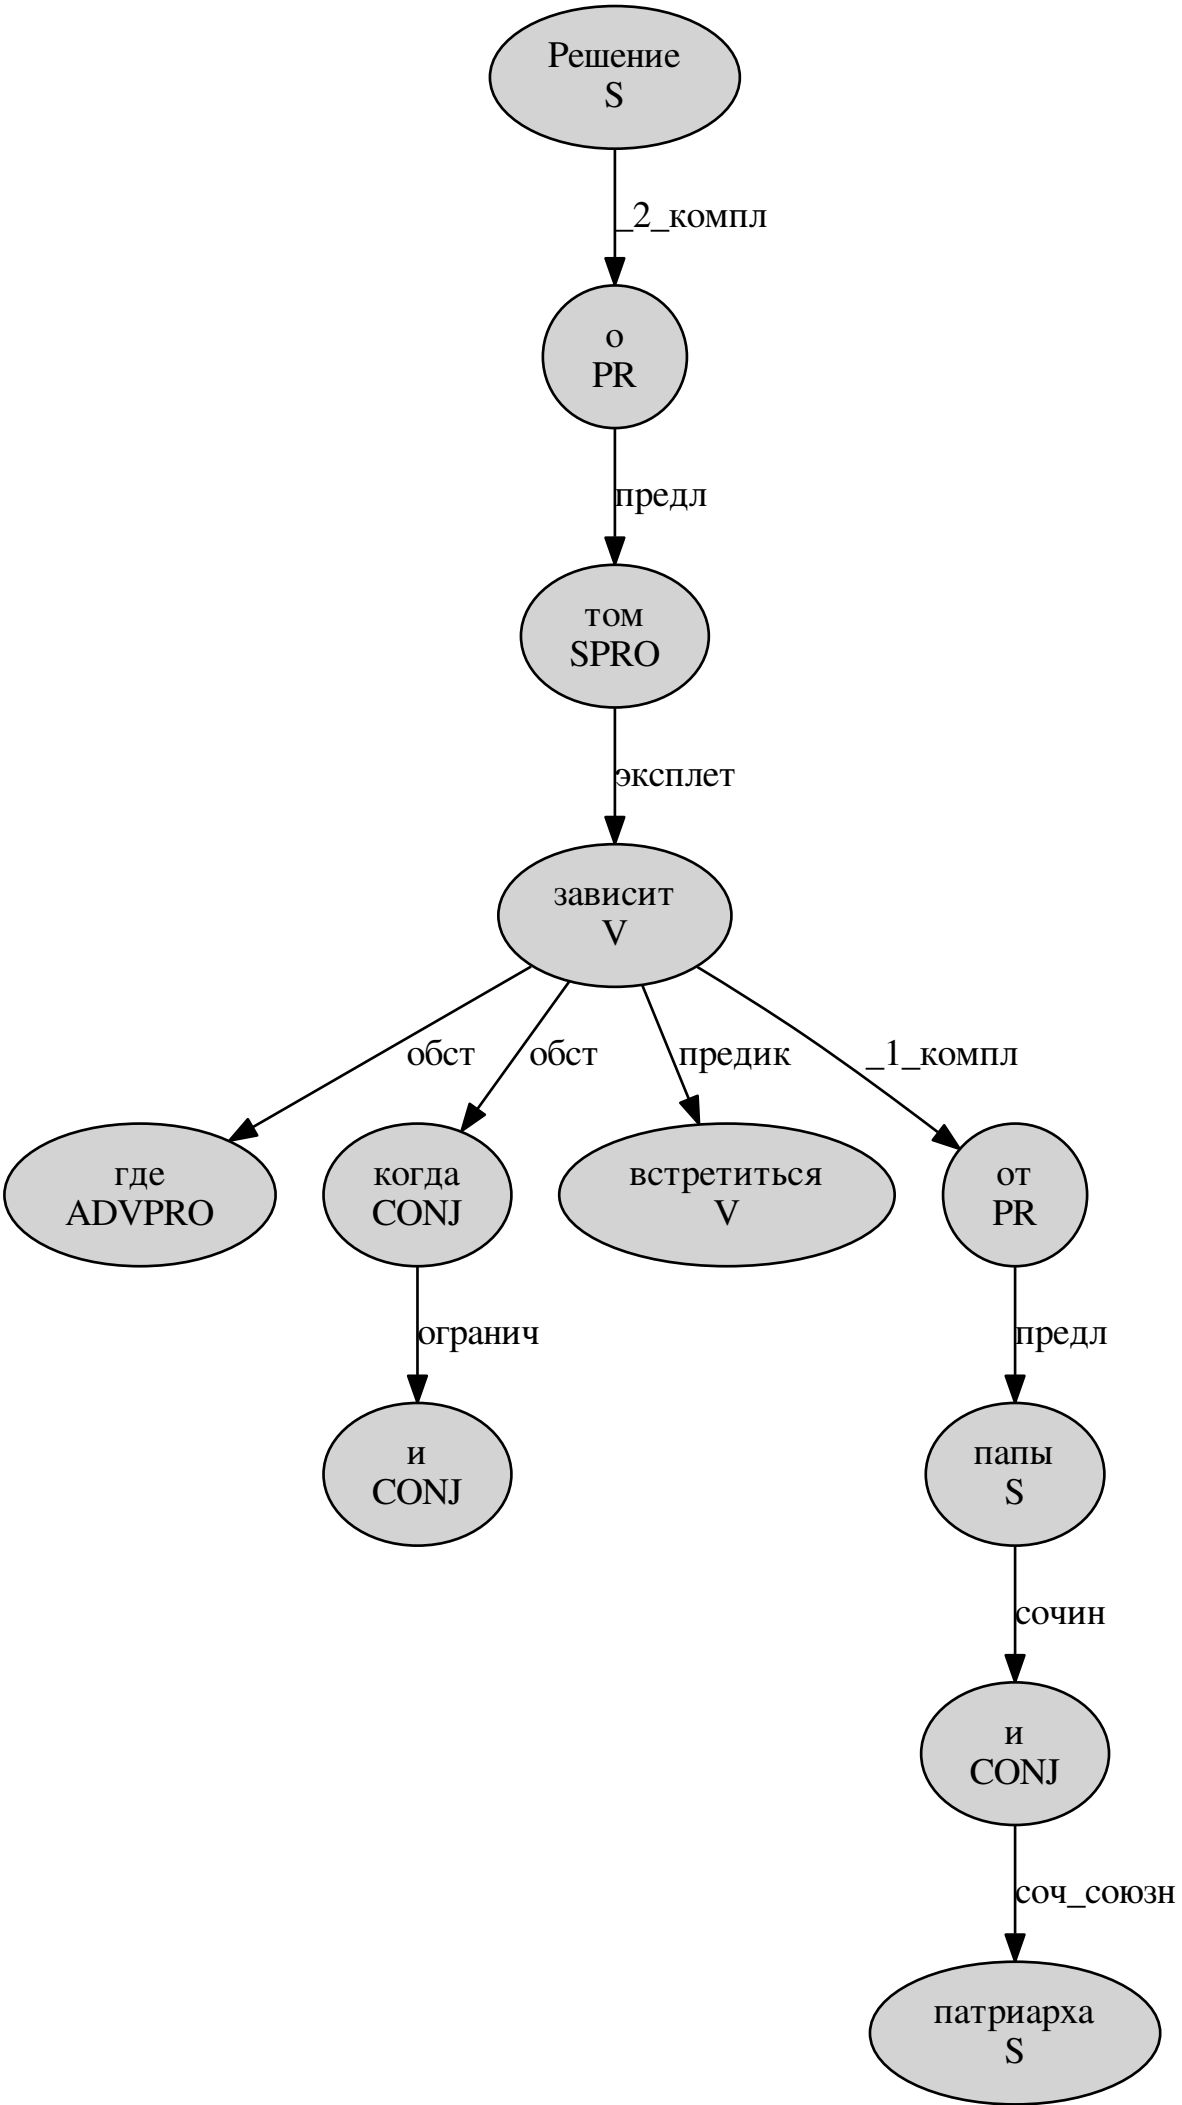 Решение
S
_2_компл
о
PR
предл
том
SPRO
эксплет
зависит
V
обст
обст
предик
_1_компл
где
ADVPRO
когда
CONJ
встретиться
V
от
PR
огранич
предл
и
CONJ
папы
S
сочин
и
CONJ
соч_союзн
патриарха
S